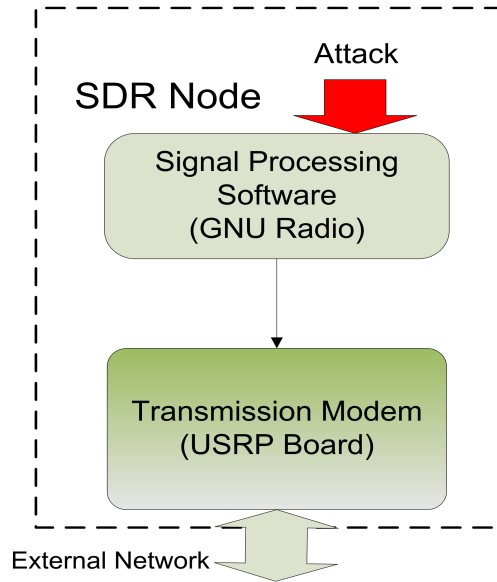 Attack
SDR Node
Signal Processing
Software
(GNU Radio)
Transmission Modem
(USRP Board)
External Network